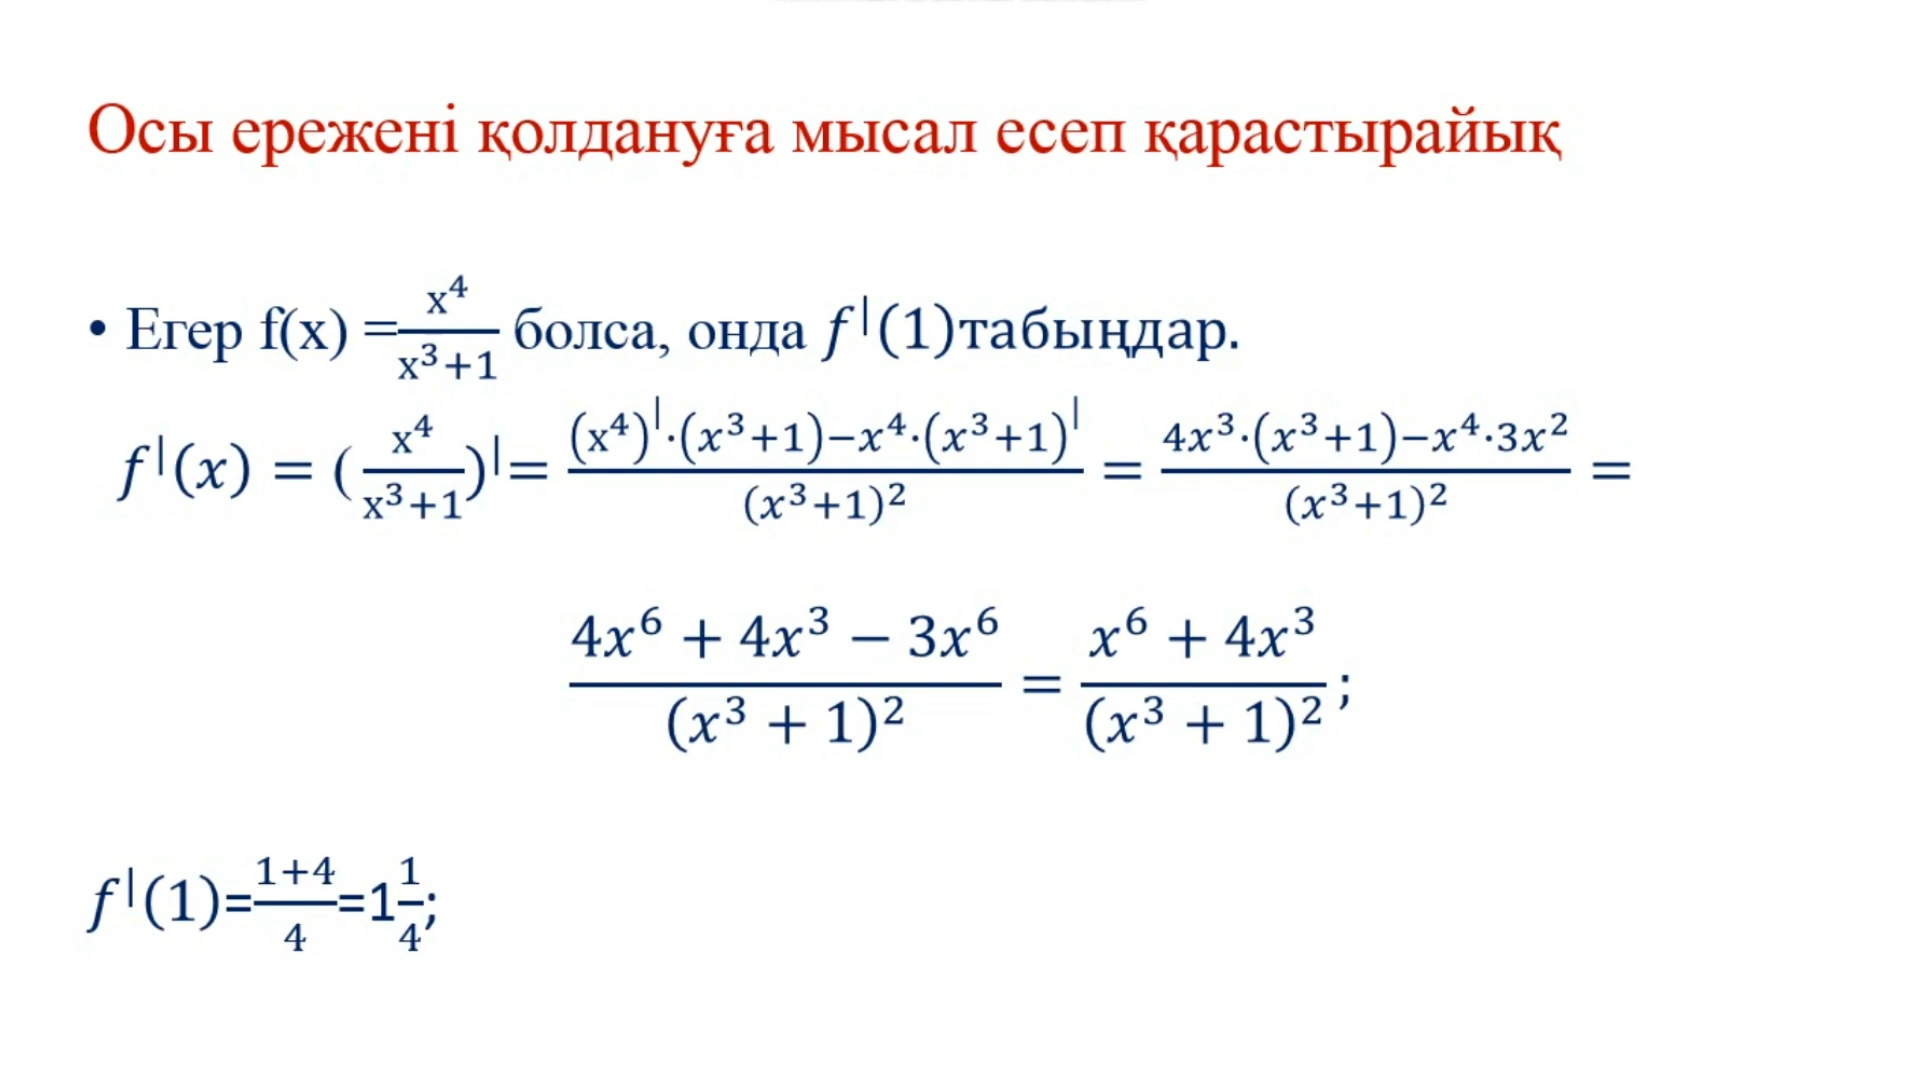 Осы ережені қолдануға мысал есеп қарастырайық
• Егер f(x) =x⁴/(x³+1) болса, онда f|(1)табыңдар.
f|(x) = (x⁴/(x³+1))|= ((x⁴)|·(x³+1)−x⁴·(x³+1)|)/(x³+1)² = (4x³·(x³+1)−x⁴·3x²)/(x³+1)² =
(4x⁶ + 4x³ − 3x⁶)/(x³ + 1)² = (x⁶ + 4x³)/(x³ + 1)² ;
f|(1)=(1+4)/4=1 1/4;